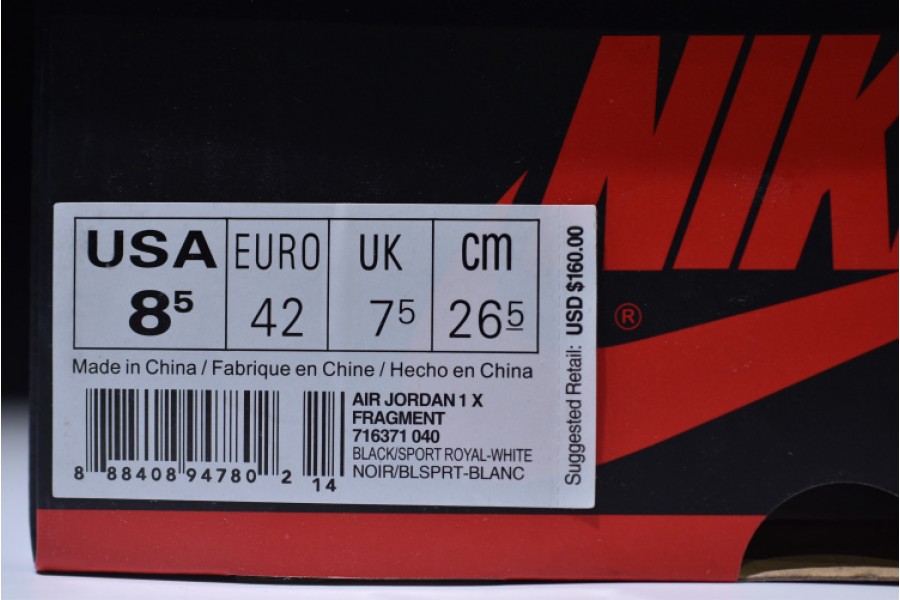 NIK
®
USA EURO UK cm
8⁵ 42 7⁵ 26⁵
Made in China / Fabrique en Chine / Hecho en China
AIR JORDAN 1 X
FRAGMENT
716371 040
BLACK/SPORT ROYAL-WHITE
NOIR/BLSPRT-BLANC
8 88408 94780 2 14
Suggested Retail: USD $160.00